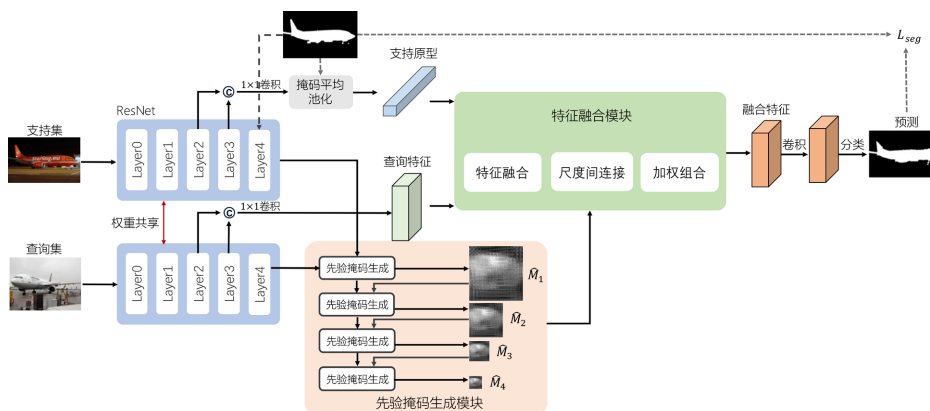 L_seg
支持原型
1×1卷积
掩码平均
池化
ResNet
支持集
Layer0
Layer1
Layer2
Layer3
Layer4
©
特征融合模块
特征融合
尺度间连接
加权组合
融合特征
卷积
分类
预测
查询特征
权重共享
1×1卷积
©
查询集
Layer0
Layer1
Layer2
Layer3
Layer4
先验掩码生成
M̂₁
先验掩码生成
M̂₂
先验掩码生成
M̂₃
先验掩码生成
M̂₄
先验掩码生成模块